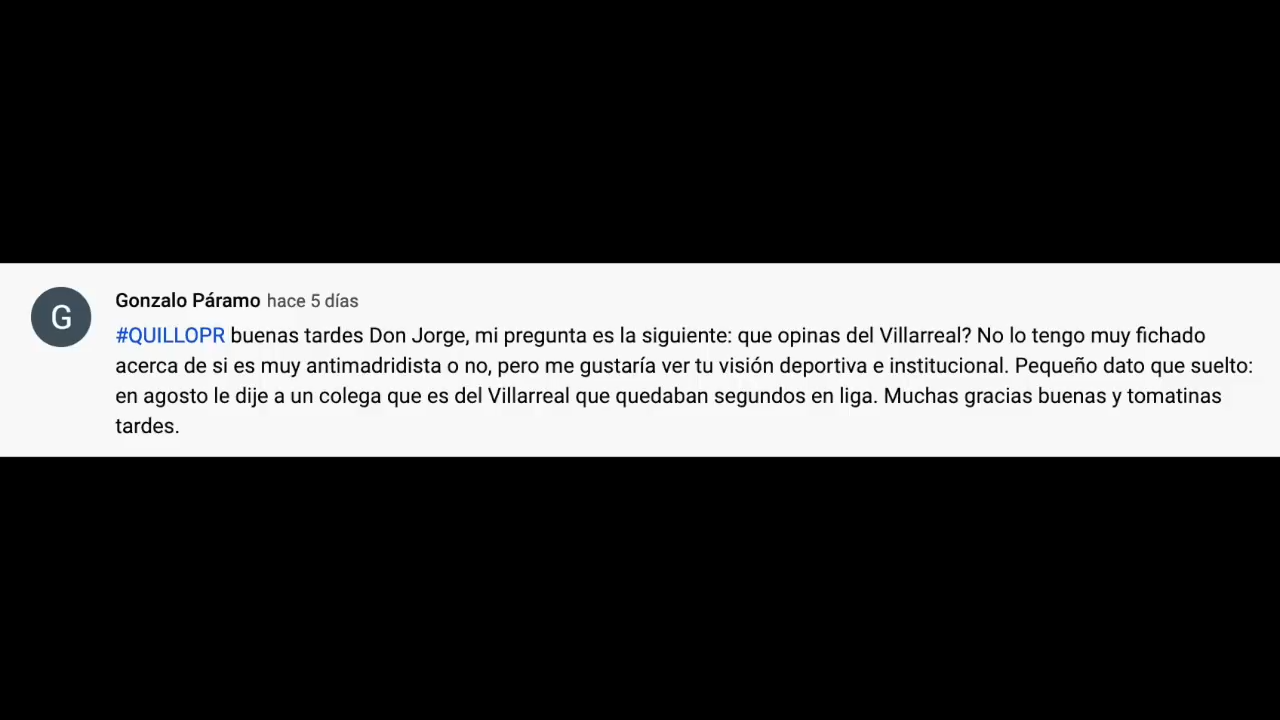 G
Gonzalo Páramo hace 5 días
#QUILLOPR buenas tardes Don Jorge, mi pregunta es la siguiente: que opinas del Villarreal? No lo tengo muy fichado
acerca de si es muy antimadridista o no, pero me gustaría ver tu visión deportiva e institucional. Pequeño dato que suelto:
en agosto le dije a un colega que es del Villarreal que quedaban segundos en liga. Muchas gracias buenas y tomatinas
tardes.